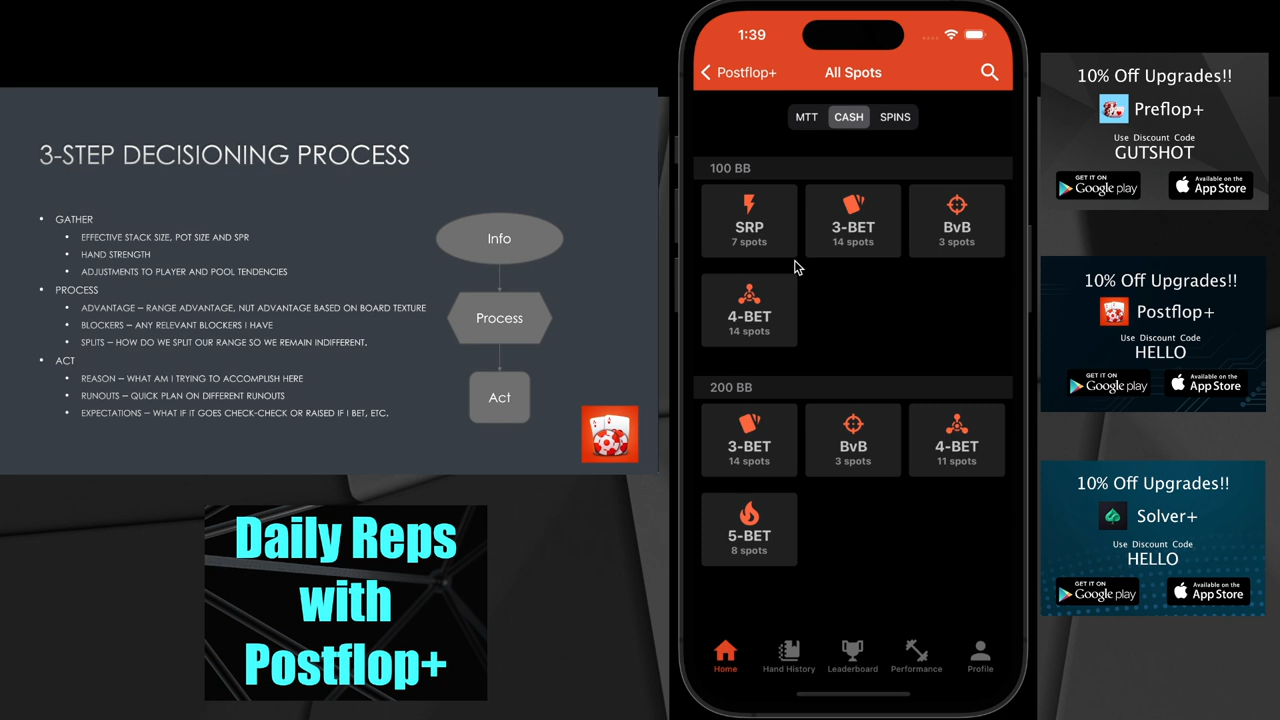 3-STEP DECISIONING PROCESS
• GATHER
• EFFECTIVE STACK SIZE, POT SIZE AND SPR
• HAND STRENGTH
• ADJUSTMENTS TO PLAYER AND POOL TENDENCIES
• PROCESS
• ADVANTAGE – RANGE ADVANTAGE, NUT ADVANTAGE BASED ON BOARD TEXTURE
• BLOCKERS – ANY RELEVANT BLOCKERS I HAVE
• SPLITS – HOW DO WE SPLIT OUR RANGE SO WE REMAIN INDIFFERENT.
• ACT
• REASON – WHAT AM I TRYING TO ACCOMPLISH HERE
• RUNOUTS – QUICK PLAN ON DIFFERENT RUNOUTS
• EXPECTATIONS – WHAT IF IT GOES CHECK-CHECK OR RAISED IF I BET, ETC.
Info
Process
Act
Daily Reps
with
Postflop+
1:39
Postflop+
All Spots
MTT CASH SPINS
100 BB
SRP 3-BET BvB
7 spots 14 spots 3 spots
4-BET
14 spots
200 BB
3-BET BvB 4-BET
14 spots 3 spots 11 spots
5-BET
8 spots
Home Hand History Leaderboard Performance Profile
10% Off Upgrades!!
Preflop+
Use Discount Code
GUTSHOT
GET IT ON Available on the
Google play App Store
10% Off Upgrades!!
Postflop+
Use Discount Code
HELLO
GET IT ON Available on the
Google play App Store
10% Off Upgrades!!
Solver+
Use Discount Code
HELLO
GET IT ON Available on the
Google play App Store